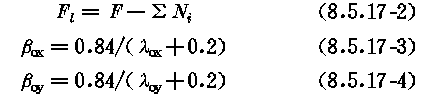 F_l = F − Σ N_i (8.5.17-2)
β_ox = 0.84/( λ_ox + 0.2) (8.5.17-3)
β_oy = 0.84/( λ_oy + 0.2) (8.5.17-4)